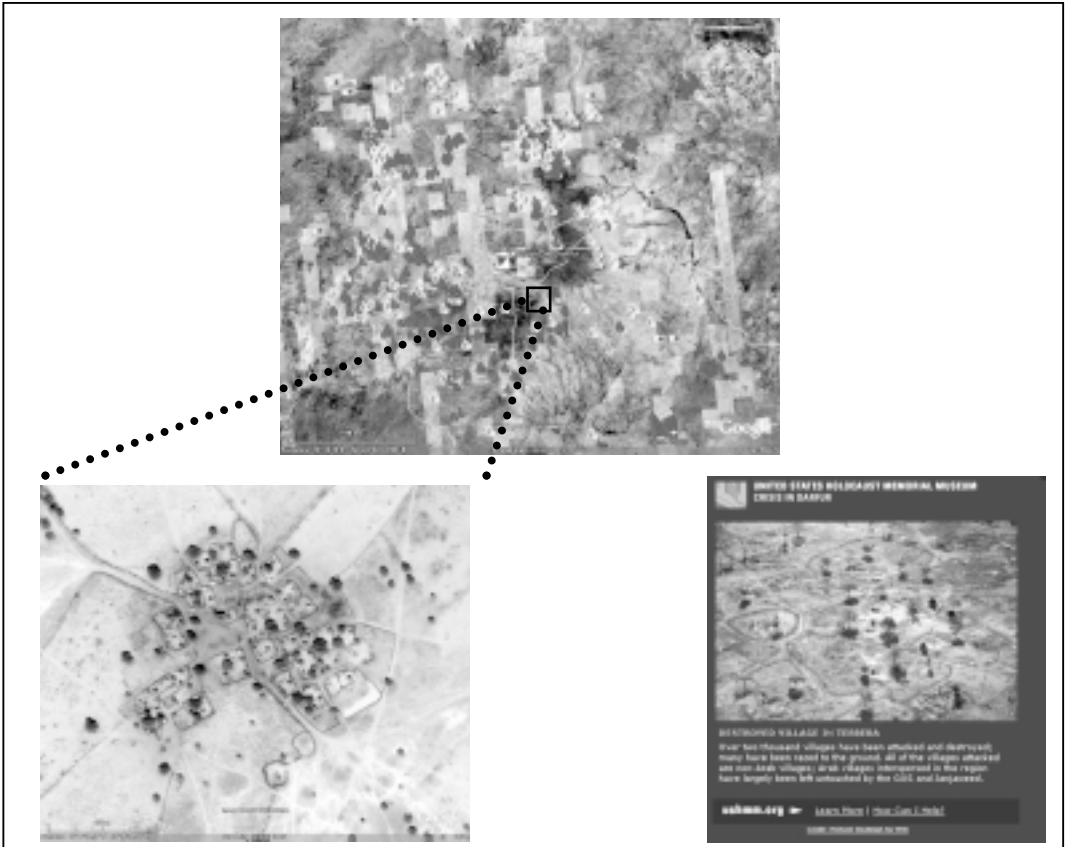 Google
UNITED STATES HOLOCAUST MEMORIAL MUSEUM
CRISIS IN DARFUR
DESTROYED VILLAGE IN TERBEBA
Over two thousand villages have been attacked and destroyed;
many have been razed to the ground. All of the villages attacked
are non-Arab villages; Arab villages interspersed in the region
have largely been left untouched by the GOS and Janjaweed.
ushmm.org Learn More | How Can I Help?